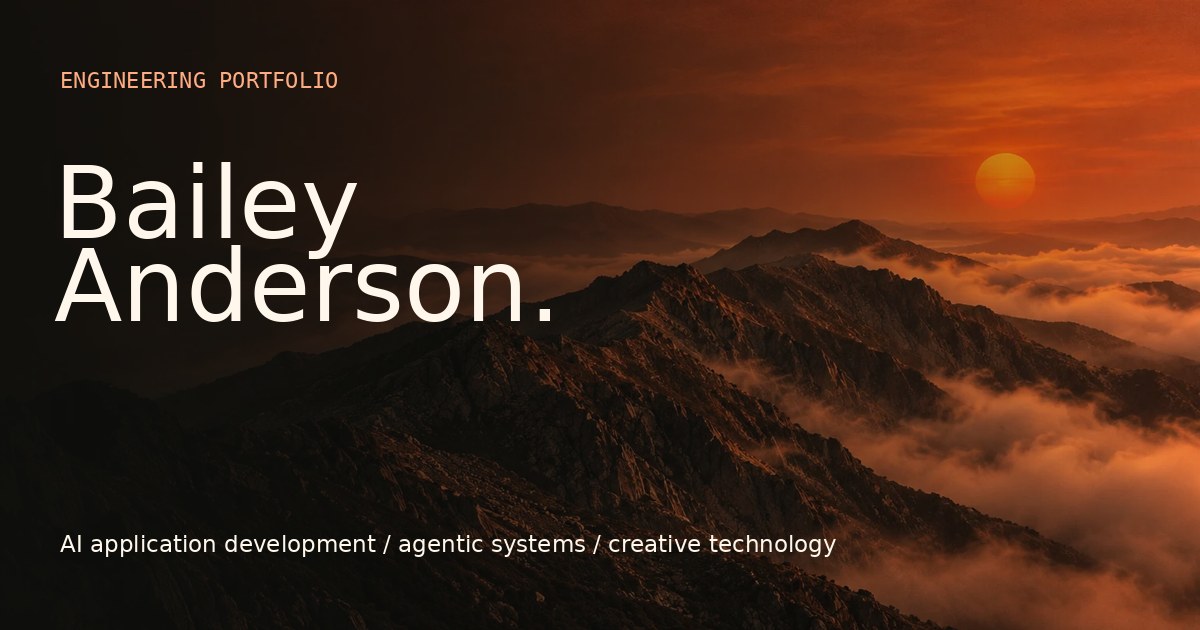 ENGINEERING PORTFOLIO
Bailey
Anderson.
AI application development / agentic systems / creative technology